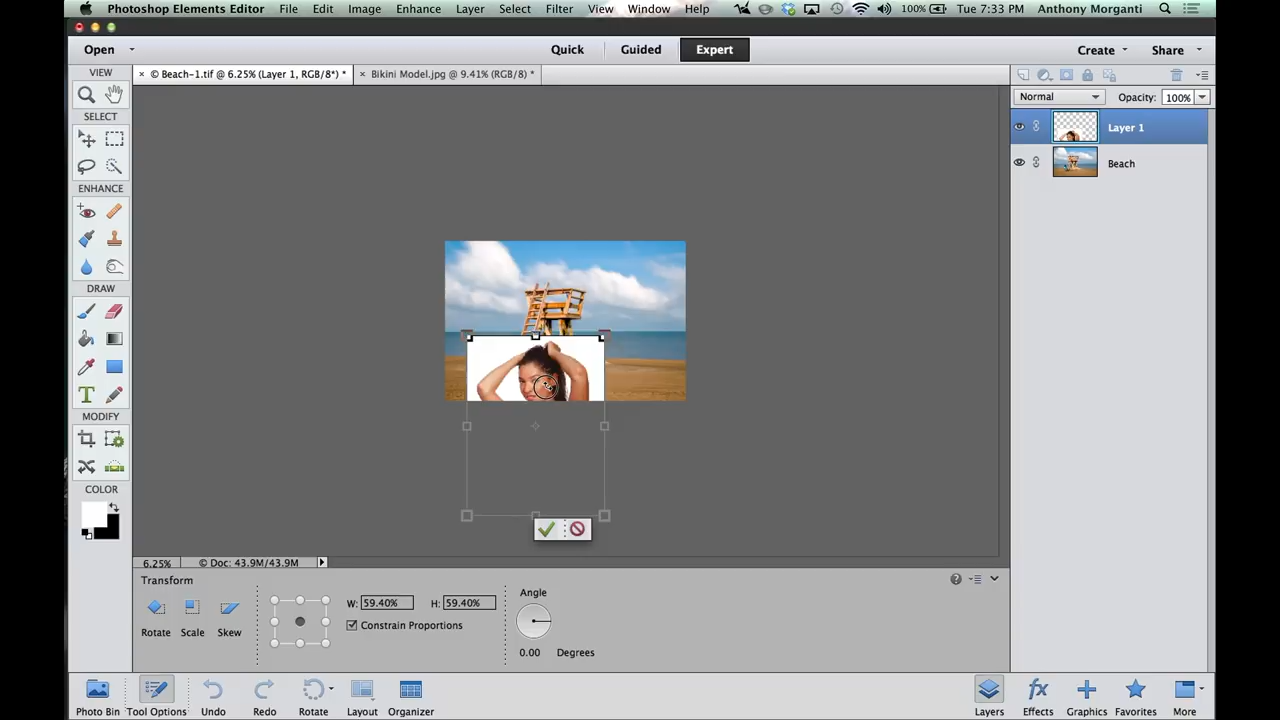 Photoshop Elements Editor File Edit Image Enhance Layer Select Filter View Window Help 100% Tue 7:33 PM Anthony Morganti
Open Quick Guided Expert Create Share
VIEW × © Beach-1.tif @ 6.25% (Layer 1, RGB/8*) * × Bikini Model.jpg @ 9.41% (RGB/8) *
Normal Opacity: 100%
SELECT
Layer 1
Beach
ENHANCE
DRAW
T
MODIFY
COLOR
6.25% © Doc: 43.9M/43.9M
Transform
W: 59.40% H: 59.40% Angle
Rotate Scale Skew Constrain Proportions
0.00 Degrees
Photo Bin Tool Options Undo Redo Rotate Layout Organizer Layers Effects Graphics Favorites More